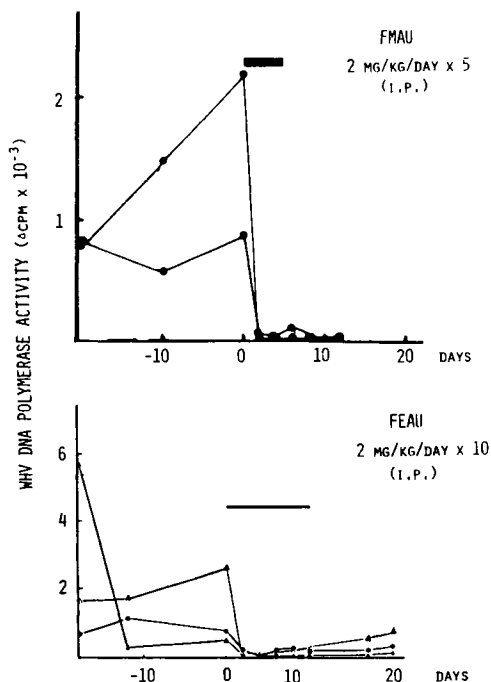 FMAU
2 MG/KG/DAY x 5
(I.P.)
2
1
-10
0
10
20
DAYS
WHV DNA POLYMERASE ACTIVITY (ΔCPM x 10⁻³)
FEAU
2 MG/KG/DAY x 10
(I.P.)
6
4
2
-10
0
10
20
DAYS